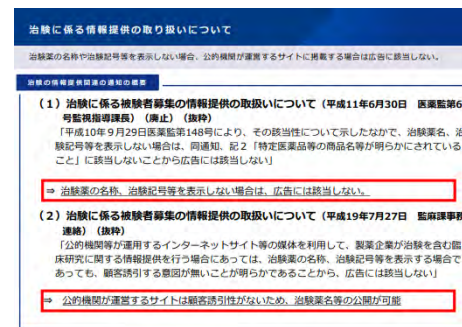 治験に係る情報提供の取り扱いについて
治験薬の名称や治験記号等を表示しない場合、公的機関が運営するサイトに掲載する場合は広告に該当しない。
治験の情報提供関連の通知の概要
（１）治験に係る被験者募集の情報提供の取扱いについて（平成11年6月30日　医薬監第6
号監視指導課長）（廃止）（抜粋）
「平成10年９月29日医薬監第148号により、その該当性について示したなかで、治験薬名、治
験記号等を表示しない場合は、同通知、記２「特定医薬品等の商品名等が明らかにされている
こと」に該当しないことから広告には該当しない」
⇒ 治験薬の名称、治験記号等を表示しない場合は、広告には該当しない。
（２）治験に係る被験者募集の情報提供の取扱いについて（平成19年7月27日　監麻課事務
連絡）（抜粋）
「公的機関等が運用するインターネットサイト等の媒体を利用して、製薬企業が治験を含む臨
床研究に関する情報提供を行う場合にあっては、治験薬の名称、治験記号等を表示する場合で
あっても、顧客誘引する意図が無いことが明らかであることから、広告には該当しない」
⇒ 公的機関が運営するサイトは顧客誘引性がないため、治験薬名等の公開が可能